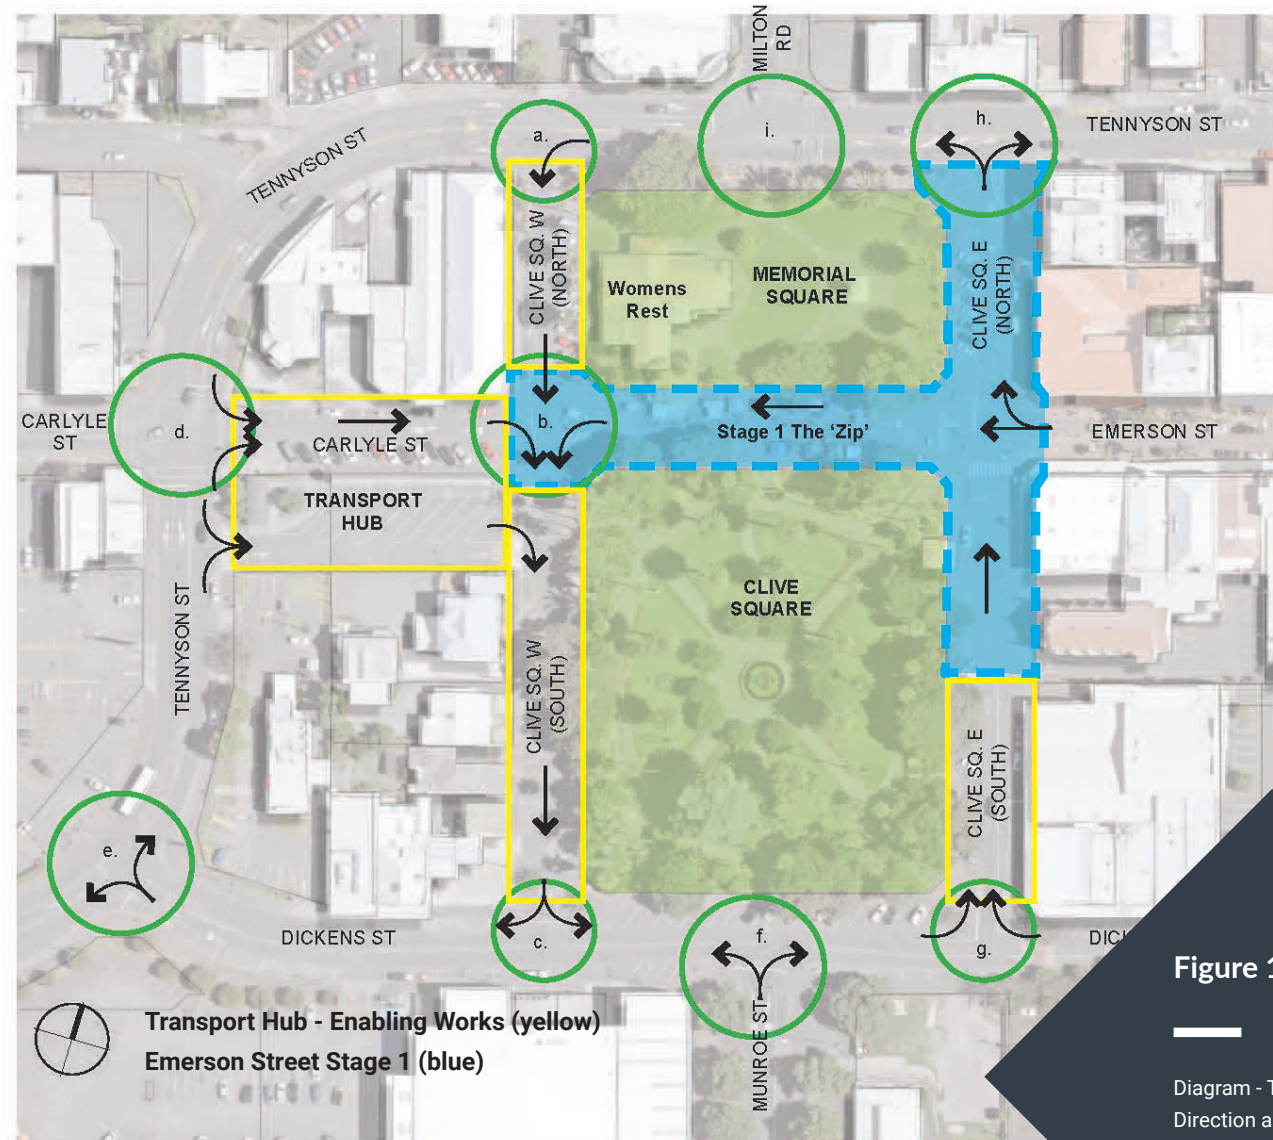 MILTON
RD
a.
i.
h.
TENNYSON ST
TENNYSON ST
CLIVE SQ. W
(NORTH)
Womens
Rest
MEMORIAL
SQUARE
CLIVE SQ. E
(NORTH)
CARLYLE
ST
d.
CARLYLE ST
b.
Stage 1 The ‘Zip’
EMERSON ST
TRANSPORT
HUB
CLIVE
SQUARE
TENNYSON ST
CLIVE SQ. W
(SOUTH)
CLIVE SQ. E
(SOUTH)
e.
DICKENS ST
c.
f.
g.
DIC
MUNROE ST
Transport Hub - Enabling Works (yellow)
Emerson Street Stage 1 (blue)
Figure 1
Diagram - T
Direction a